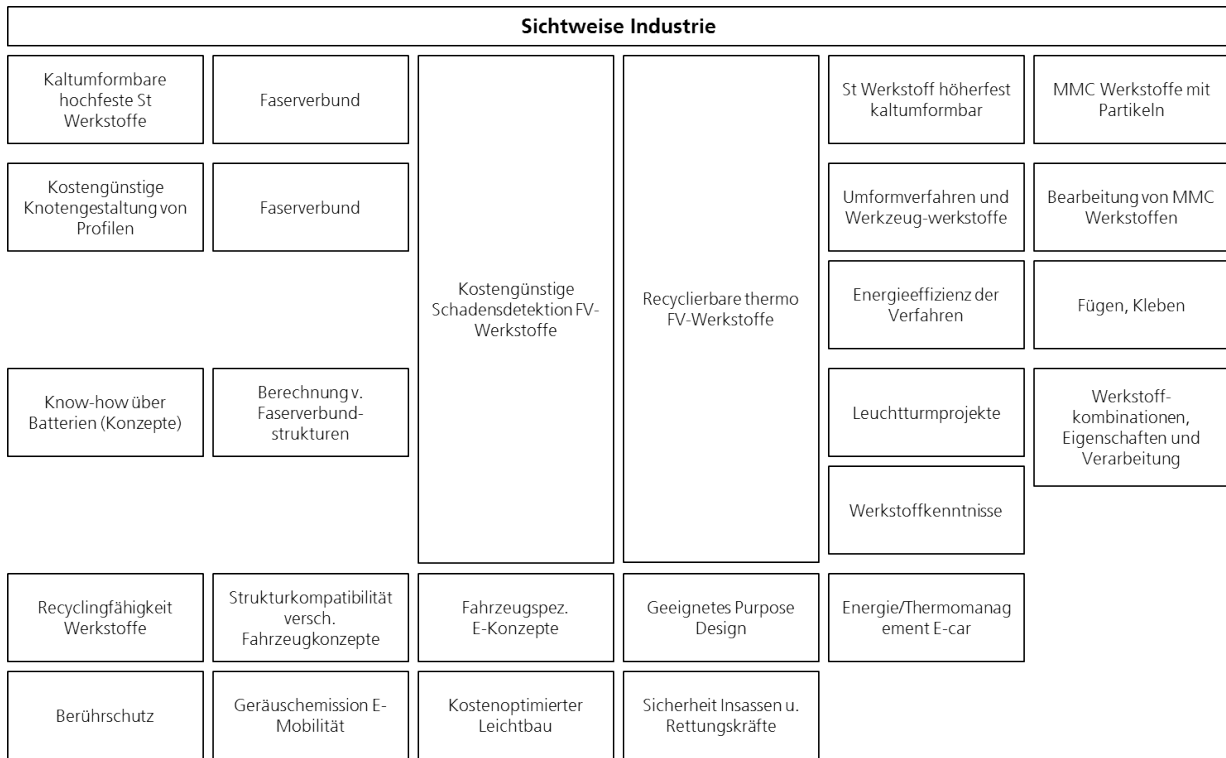 Sichtweise Industrie
Kaltumformbare
hochfeste St
Werkstoffe
Faserverbund
St Werkstoff höherfest
kaltumformbar
MMC Werkstoffe mit
Partikeln
Kostengünstige
Knotengestaltung von
Profilen
Faserverbund
Umformverfahren und
Werkzeug-werkstoffe
Bearbeitung von MMC
Werkstoffen
Kostengünstige
Schadensdetektion FV-
Werkstoffe
Recyclierbare thermo
FV-Werkstoffe
Energieeffizienz der
Verfahren
Fügen, Kleben
Know-how über
Batterien (Konzepte)
Berechnung v.
Faserverbund-
strukturen
Leuchtturmprojekte
Werkstoff-
kombinationen,
Eigenschaften und
Verarbeitung
Werkstoffkenntnisse
Recyclingfähigkeit
Werkstoffe
Strukturkompatibilität
versch.
Fahrzeugkonzepte
Fahrzeugspez.
E-Konzepte
Geeignetes Purpose
Design
Energie/Thermomanag
ement E-car
Berührschutz
Geräuschemission E-
Mobilität
Kostenoptimierter
Leichtbau
Sicherheit Insassen u.
Rettungskräfte